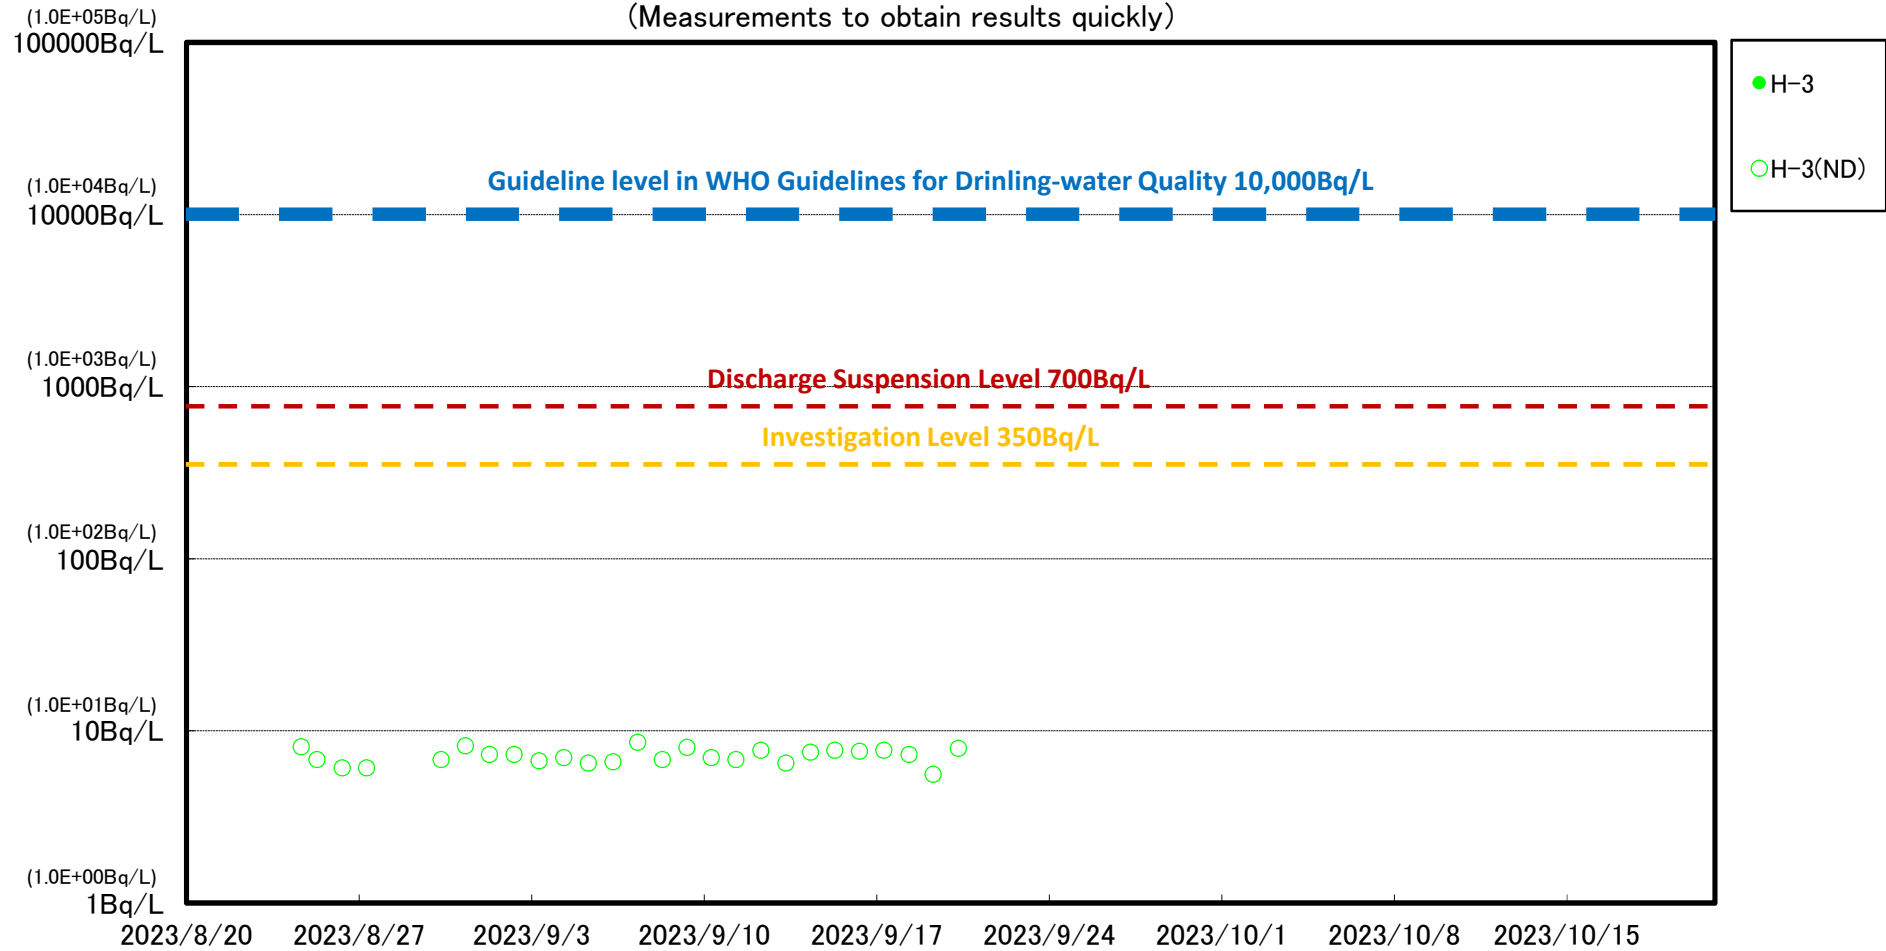 (Measurements to obtain results quickly)
(1.0E+05Bq/L)
100000Bq/L
H-3
H-3(ND)
Guideline level in WHO Guidelines for Drinling-water Quality 10,000Bq/L
(1.0E+04Bq/L)
10000Bq/L
(1.0E+03Bq/L)
1000Bq/L
Discharge Suspension Level 700Bq/L
Investigation Level 350Bq/L
(1.0E+02Bq/L)
100Bq/L
(1.0E+01Bq/L)
10Bq/L
(1.0E+00Bq/L)
1Bq/L
2023/8/20 2023/8/27 2023/9/3 2023/9/10 2023/9/17 2023/9/24 2023/10/1 2023/10/8 2023/10/15